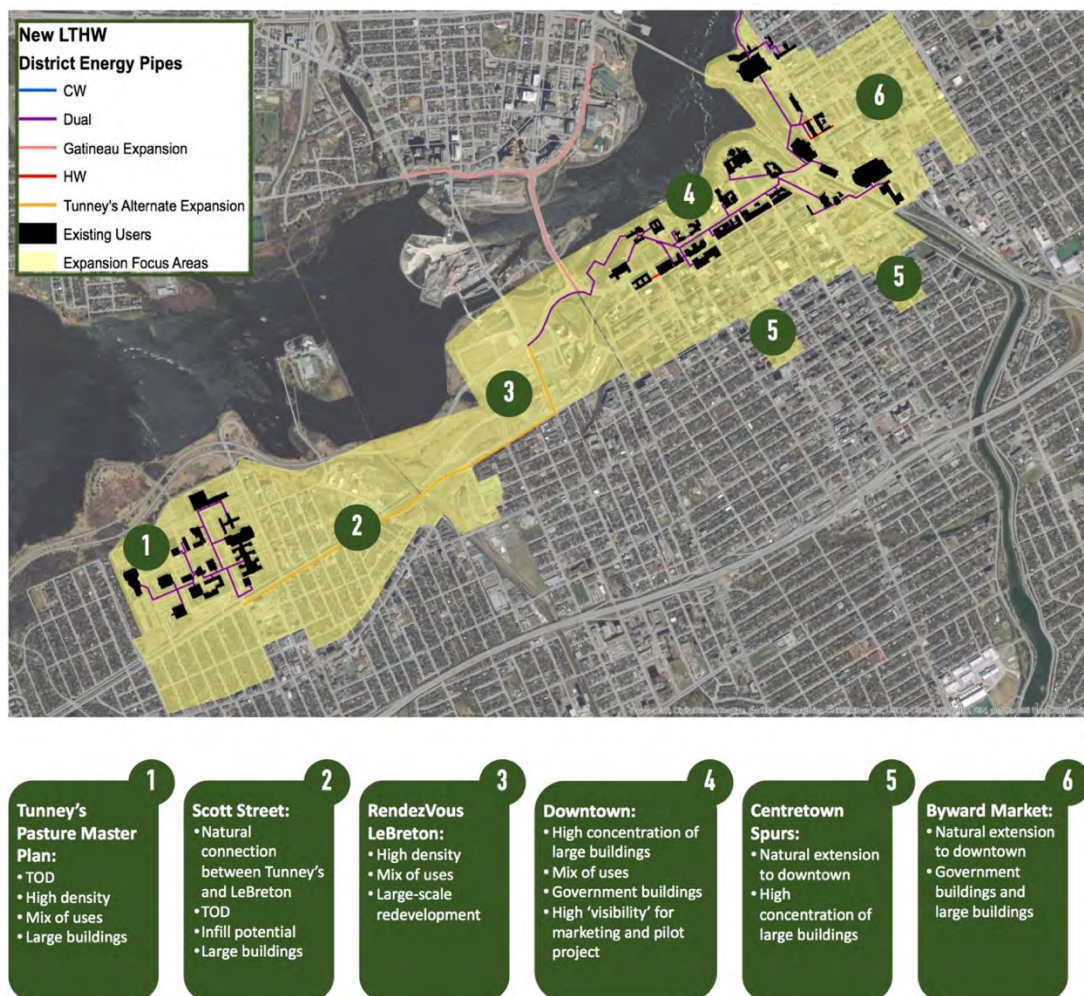 New LTHW
District Energy Pipes
CW
Dual
Gatineau Expansion
HW
Tunney's Alternate Expansion
Existing Users
Expansion Focus Areas
6
4
5
5
3
2
1
1
Tunney's
Pasture Master
Plan:
• TOD
• High density
• Mix of uses
• Large buildings
2
Scott Street:
• Natural
connection
between Tunney's
and LeBreton
• TOD
• Infill potential
• Large buildings
3
RendezVous
LeBreton:
• High density
• Mix of uses
• Large-scale
redevelopment
4
Downtown:
• High concentration of
large buildings
• Mix of uses
• Government buildings
• High 'visibility' for
marketing and pilot
project
5
Centretown
Spurs:
• Natural extension
to downtown
• High
concentration of
large buildings
6
Byward Market:
• Natural extension
to downtown
• Government
buildings and
large buildings